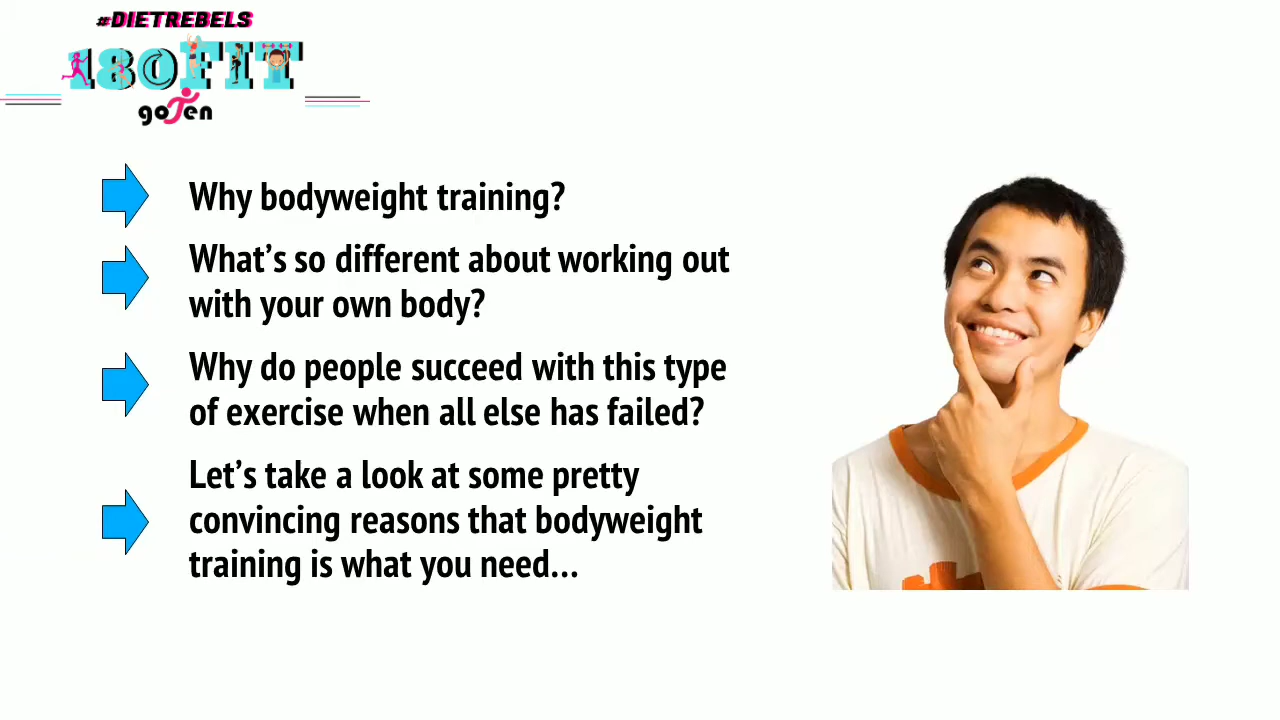 #DIETREBELS
180FIT
goTen
Why bodyweight training?
What’s so different about working out
with your own body?
Why do people succeed with this type
of exercise when all else has failed?
Let’s take a look at some pretty
convincing reasons that bodyweight
training is what you need…